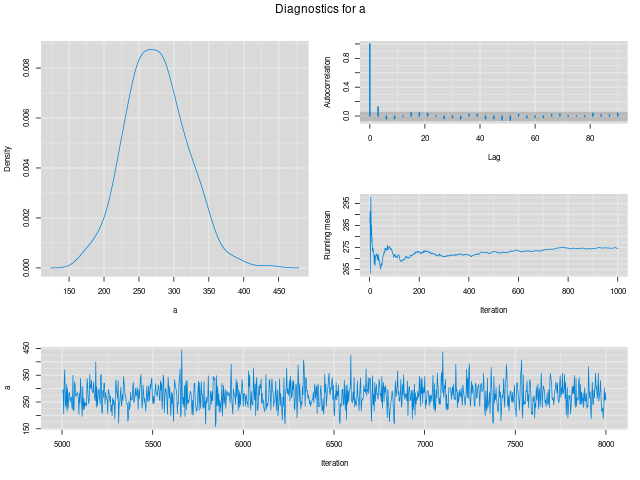 Diagnostics for a
Density
0.000 0.002 0.004 0.006 0.008
150 200 250 300 350 400 450
a
Autocorrelation
0.0 0.4 0.8
0 20 40 60 80
Lag
Running mean
265 275 285 295
0 200 400 600 800 1000
Iteration
a
150 250 350 450
5000 5500 6000 6500 7000 7500 8000
Iteration